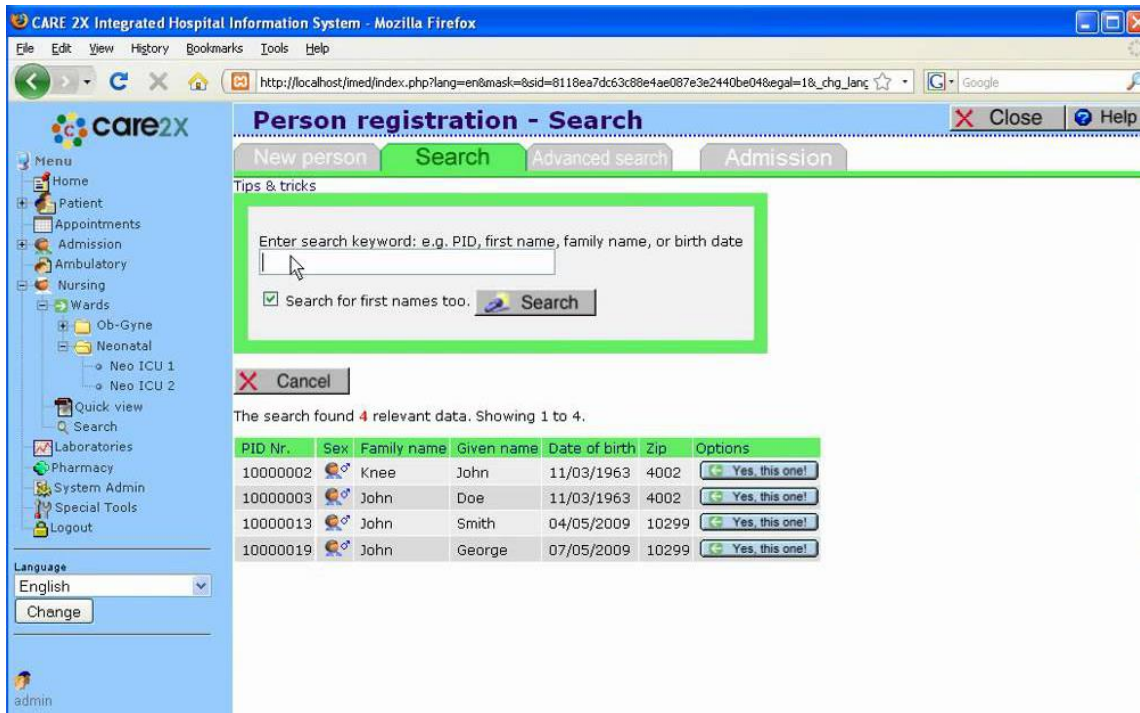 CARE 2X Integrated Hospital Information System - Mozilla Firefox
File Edit View History Bookmarks Tools Help
http://localhost/imed/index.php?lang=en&mask=&sid=8118ea7dc63c88e4ae087e3e2440be04&egal=1&_chg_lang G Google
care2x
Menu
Home
Patient
Appointments
Admission
Ambulatory
Nursing
Wards
Ob-Gyne
Neonatal
Neo ICU 1
Neo ICU 2
Quick view
Search
Laboratories
Pharmacy
System Admin
Special Tools
Logout
Language
English
Change
admin
Person registration - Search Close Help
New person Search Advanced search Admission
Tips & tricks
Enter search keyword: e.g. PID, first name, family name, or birth date
Search for first names too. Search
Cancel
The search found 4 relevant data. Showing 1 to 4.
PID Nr. Sex Family name Given name Date of birth Zip Options
10000002 Knee John 11/03/1963 4002 Yes, this one!
10000003 John Doe 11/03/1963 4002 Yes, this one!
10000013 John Smith 04/05/2009 10299 Yes, this one!
10000019 John George 07/05/2009 10299 Yes, this one!